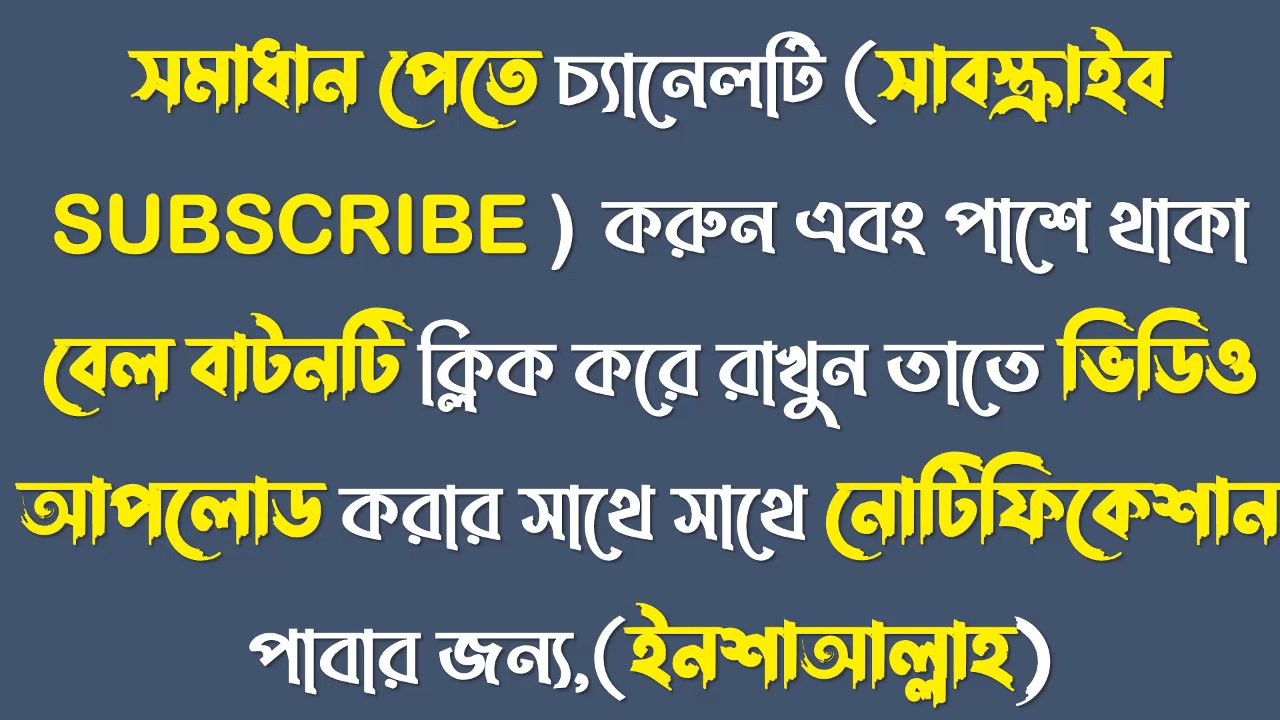 সমাধান পেতে চ্যানেলটি (সাবস্ক্রাইব
SUBSCRIBE ) করুন এবং পাশে থাকা
বেল বাটনটি ক্লিক করে রাখুন তাতে ভিডিও
আপলোড করার সাথে সাথে নোটিফিকেশান
পাবার জন্য,(ইনশাআল্লাহ)